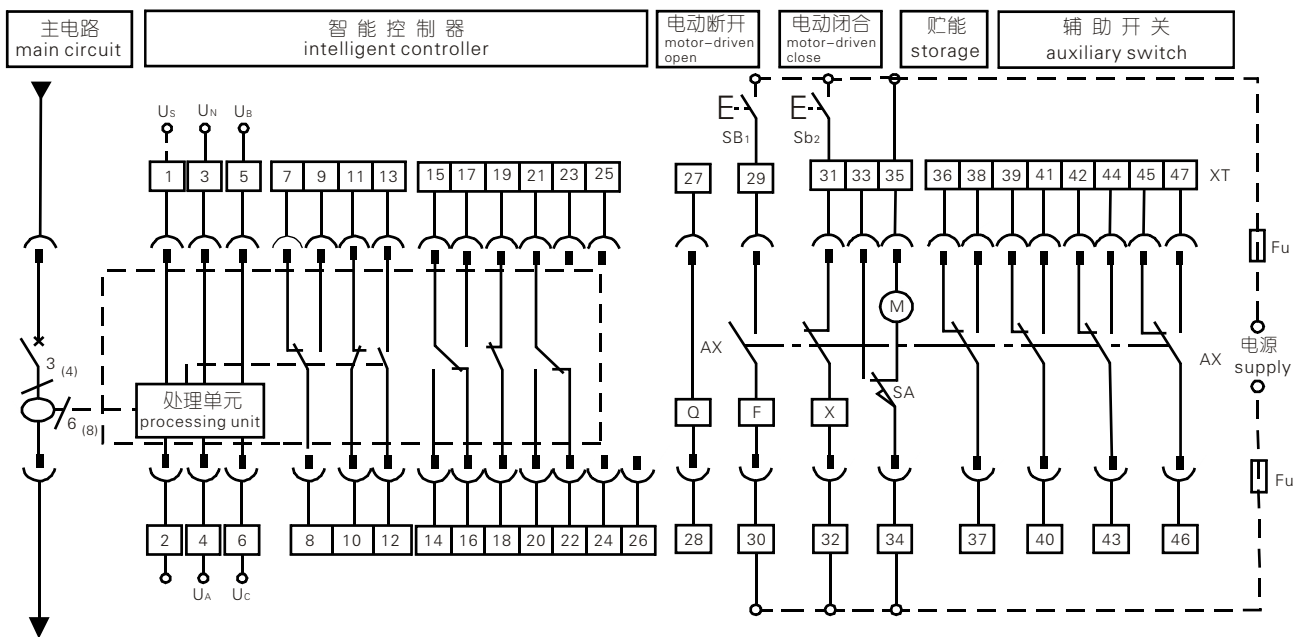 主电路
main circuit
智能控制器
intelligent controller
电动断开
motor-driven
open
电动闭合
motor-driven
close
贮能
storage
辅助开关
auxiliary switch
US UN UB
SB1 Sb2
1 3 5 7 9 11 13 15 17 19 21 23 25 27 29 31 33 35 36 38 39 41 42 44 45 47 XT
Fu
M
AX
AX
电源
supply
3 (4)
处理单元
processing unit
6 (8)
Q F X SA
Fu
2 4 6 8 10 12 14 16 18 20 22 24 26 28 30 32 34 37 40 43 46
UA UC